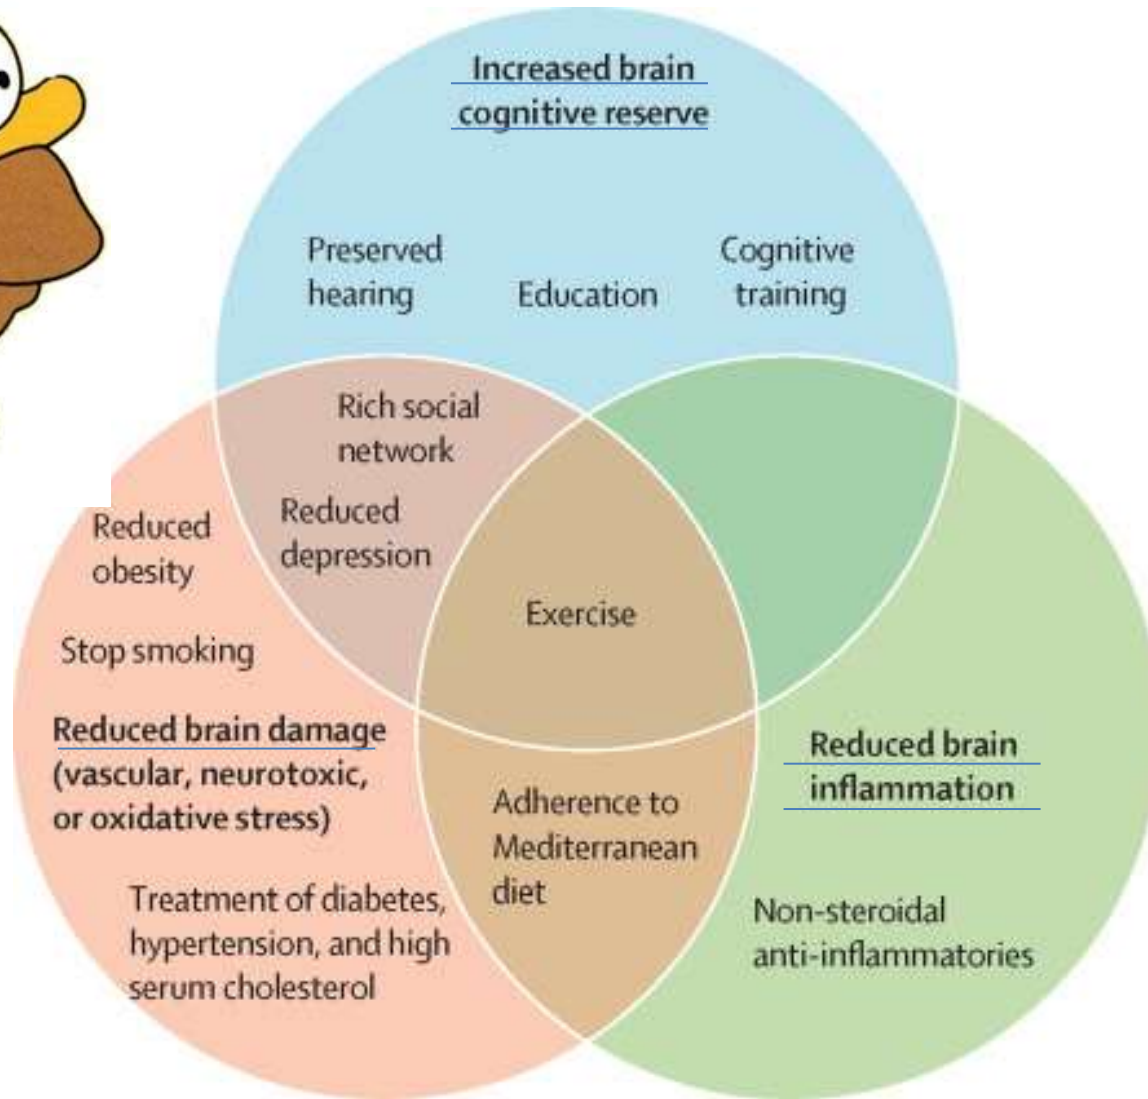 Increased brain
cognitive reserve
Preserved
hearing
Education
Cognitive
training
Rich social
network
Reduced
depression
Reduced
obesity
Stop smoking
Exercise
Reduced brain damage
(vascular, neurotoxic,
or oxidative stress)
Reduced brain
inflammation
Adherence to
Mediterranean
diet
Treatment of diabetes,
hypertension, and high
serum cholesterol
Non-steroidal
anti-inflammatories